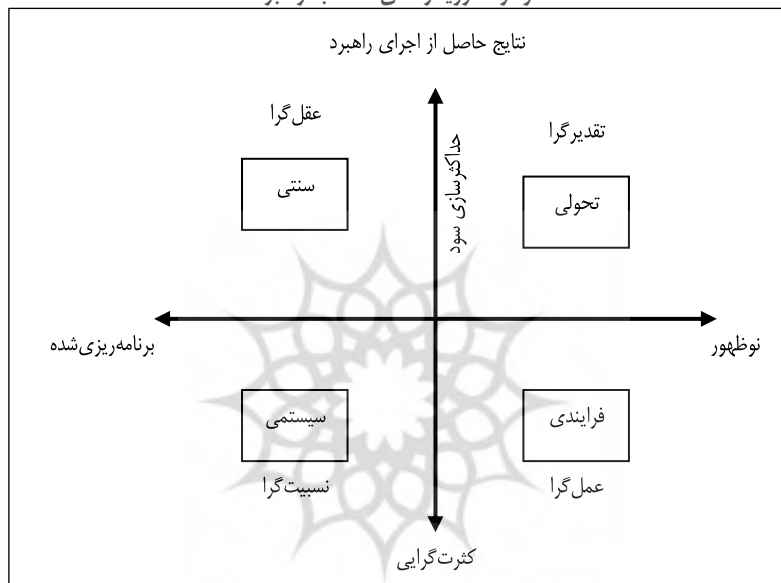 نتایج حاصل از اجرای راهبرد
تقدیرگرا
عقل‌گرا
تحولی
حداکثرسازی سود
سنتی
نوظهور
برنامه‌ریزی‌شده
فرایندی
سیستمی
عمل‌گرا
نسبیت‌گرا
کثرت‌گرایی